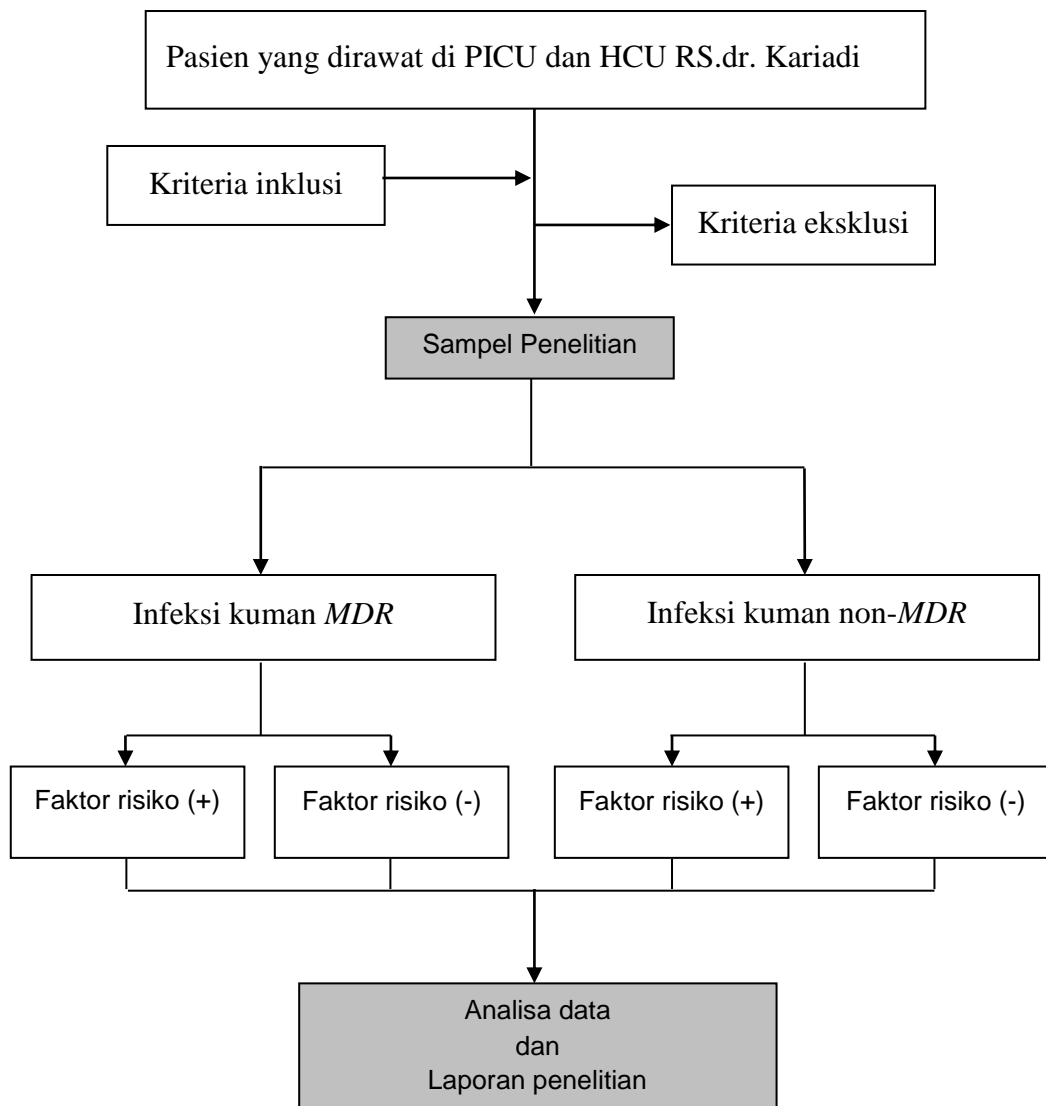 Pasien yang dirawat di PICU dan HCU RS.dr. Kariadi
Kriteria inklusi
Kriteria eksklusi
Sampel Penelitian
Infeksi kuman MDR
Infeksi kuman non-MDR
Faktor risiko (+)
Faktor risiko (-)
Faktor risiko (+)
Faktor risiko (-)
Analisa data
dan
Laporan penelitian